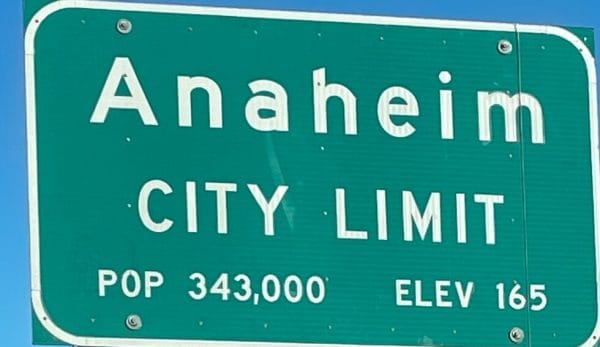 Anaheim
CITY LIMIT
POP 343,000 ELEV 165